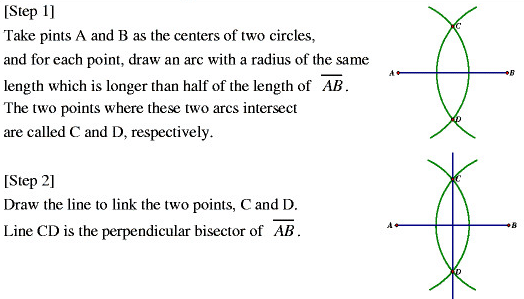 [Step 1]
Take pints A and B as the centers of two circles,
and for each point, draw an arc with a radius of the same
length which is longer than half of the length of AB.
The two points where these two arcs intersect
are called C and D, respectively.
C
A
B
D
[Step 2]
Draw the line to link the two points, C and D.
Line CD is the perpendicular bisector of AB.
C
A
B
D